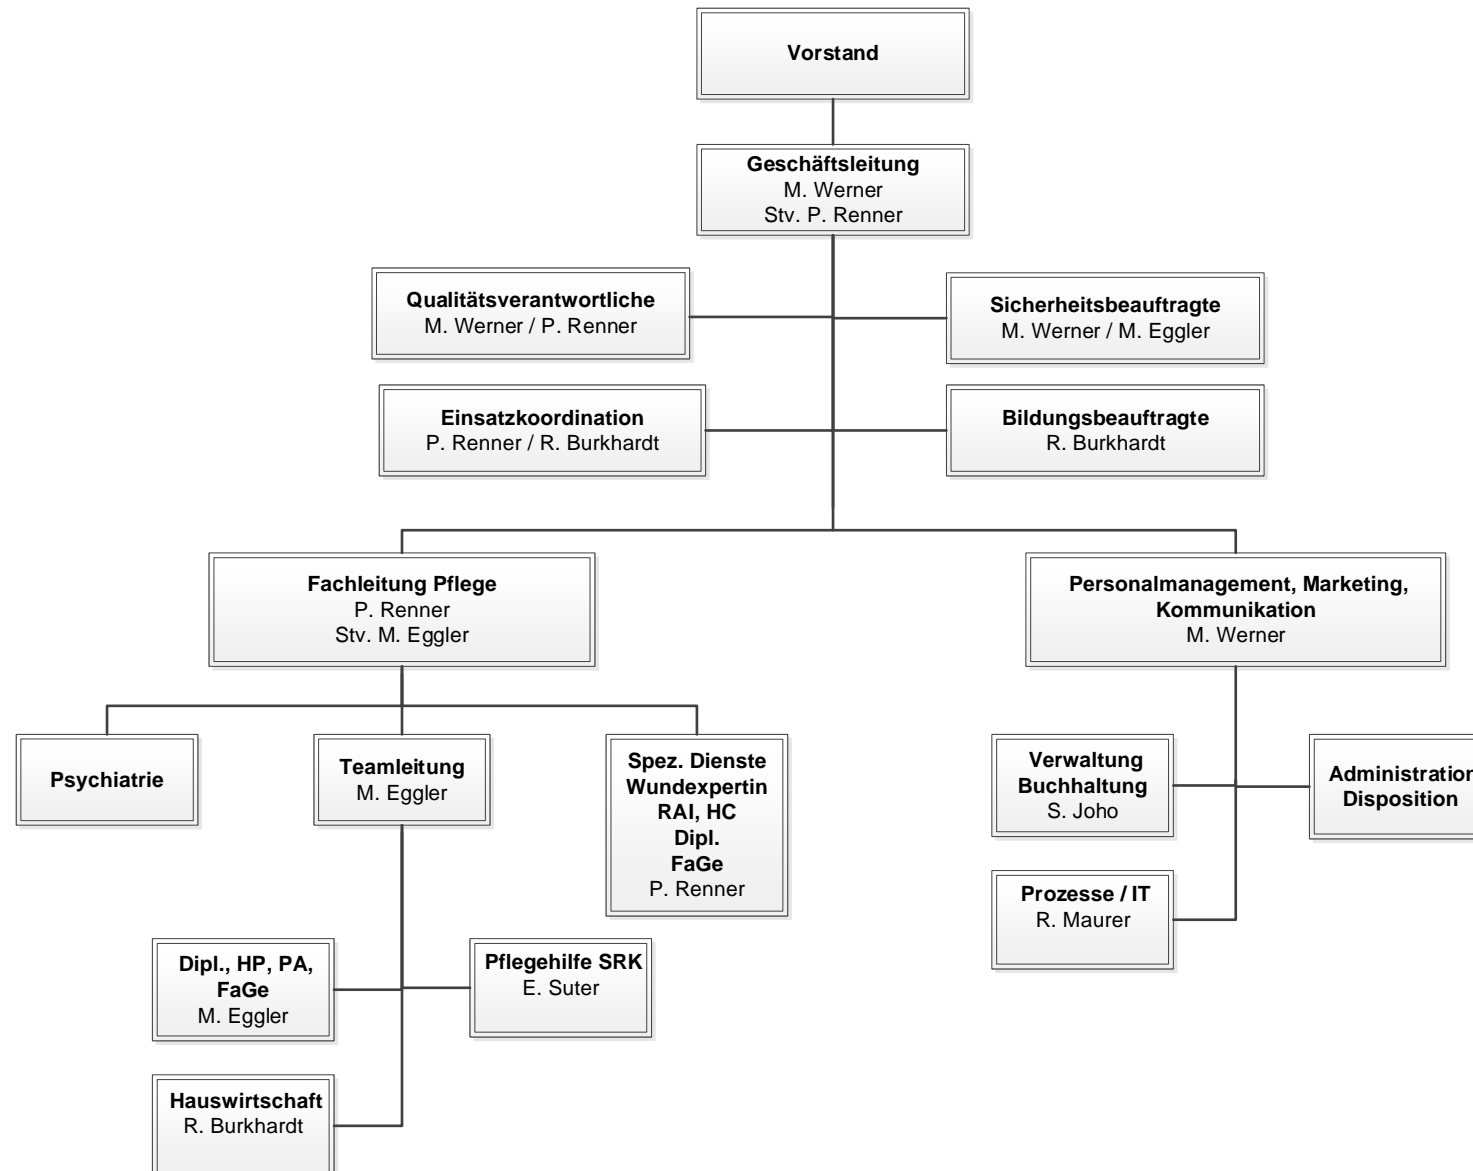 Vorstand
Geschäftsleitung
M. Werner
Stv. P. Renner
Qualitätsverantwortliche
M. Werner / P. Renner
Sicherheitsbeauftragte
M. Werner / M. Eggler
Einsatzkoordination
P. Renner / R. Burkhardt
Bildungsbeauftragte
R. Burkhardt
Fachleitung Pflege
P. Renner
Stv. M. Eggler
Personalmanagement, Marketing,
Kommunikation
M. Werner
Psychiatrie
Teamleitung
M. Eggler
Spez. Dienste
Wundexpertin
RAI, HC
Dipl.
FaGe
P. Renner
Verwaltung
Buchhaltung
S. Joho
Administration
Disposition
Prozesse / IT
R. Maurer
Dipl., HP, PA,
FaGe
M. Eggler
Pflegehilfe SRK
E. Suter
Hauswirtschaft
R. Burkhardt